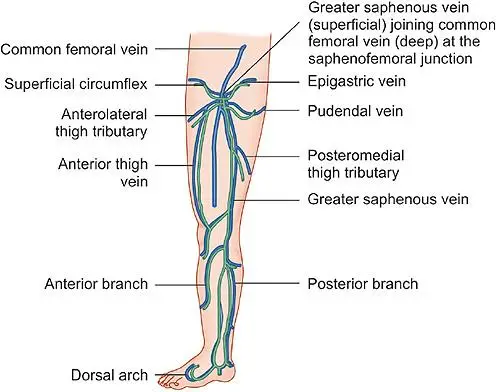 Greater saphenous vein
(superficial) joining common
femoral vein (deep) at the
saphenofemoral junction
Common femoral vein
Superficial circumflex
Epigastric vein
Anterolateral
thigh tributary
Pudendal vein
Anterior thigh
vein
Posteromedial
thigh tributary
Greater saphenous vein
Anterior branch
Posterior branch
Dorsal arch